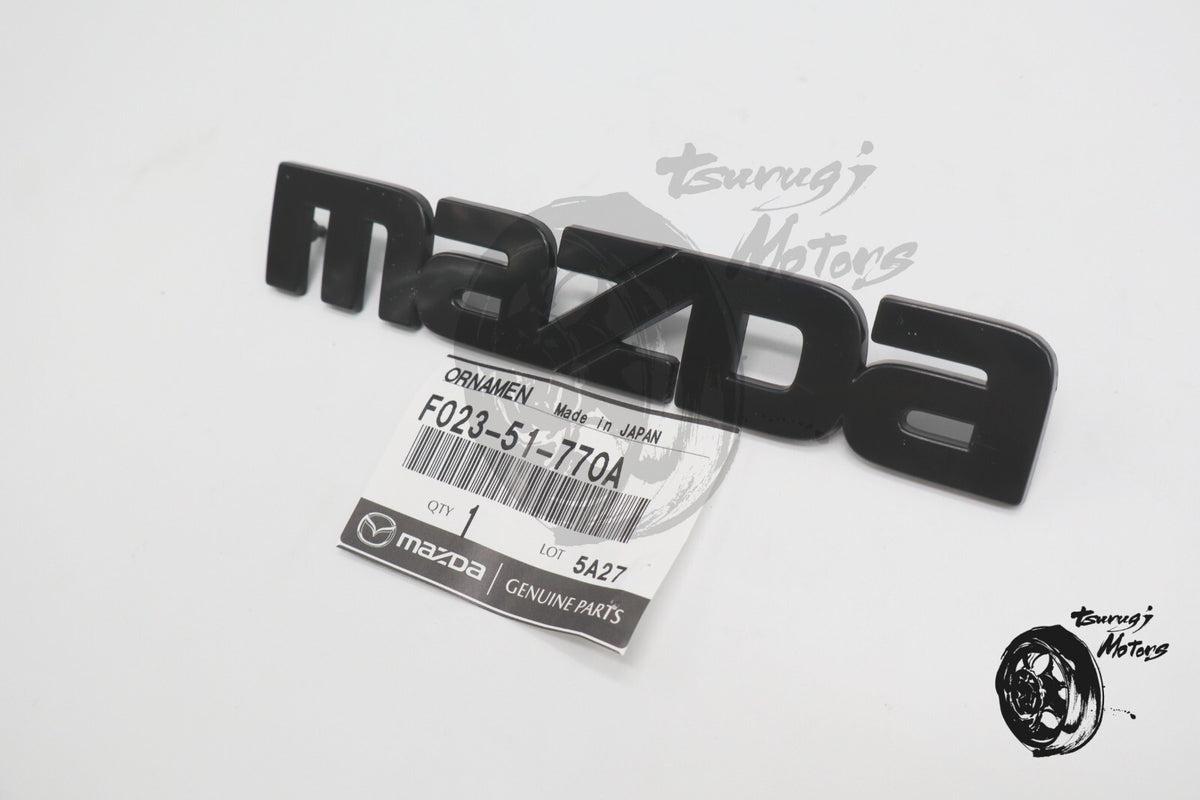 mazda
Tsurugi
Motors
ORNAMEN
Made in JAPAN
F023-51-770A
QTY 1
LOT 5A27
mazda | GENUINE PARTS
Tsurugi
Motors